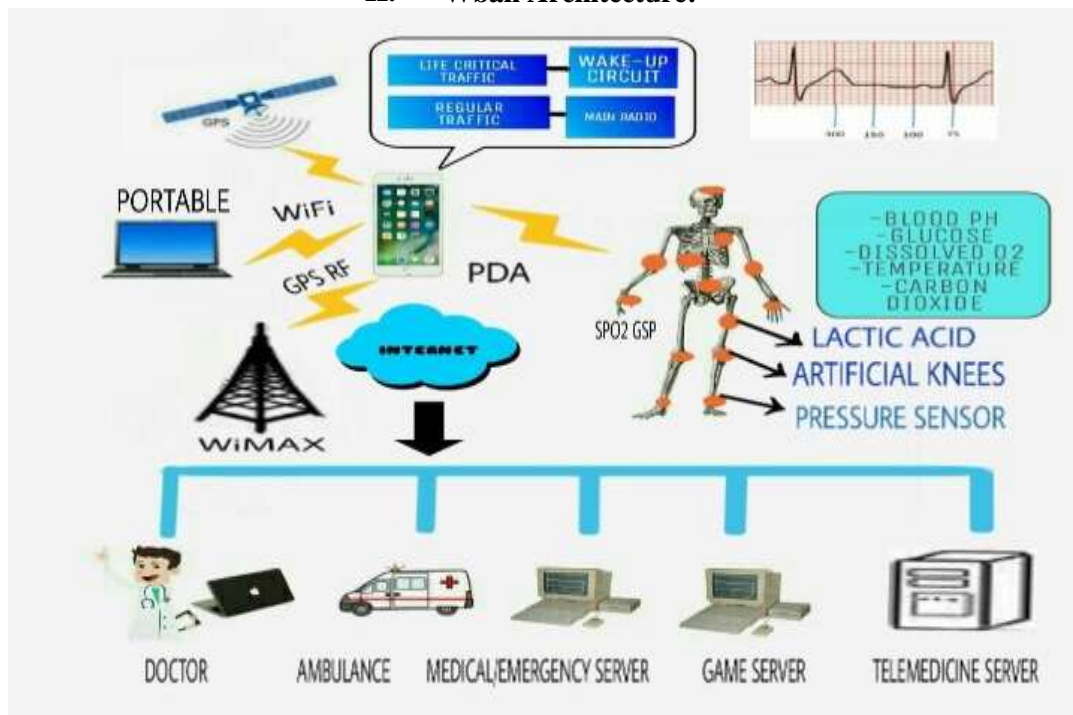 II. Wban Architecture:
LIFE CRITICAL
TRAFFIC
WAKE-UP
CIRCUIT
REGULAR
TRAFFIC
MAIN RADIO
GPS
300 150 100 75
PORTABLE
WiFi
GPS RF
PDA
-BLOOD PH
-GLUCOSE
-DISSOLVED O2
-TEMPERATURE
-CARBON
DIOXIDE
SPO2 GSP
LACTIC ACID
ARTIFICIAL KNEES
PRESSURE SENSOR
INTERNET
WiMAX
DOCTOR
AMBULANCE
MEDICAL/EMERGENCY SERVER
GAME SERVER
TELEMEDICINE SERVER